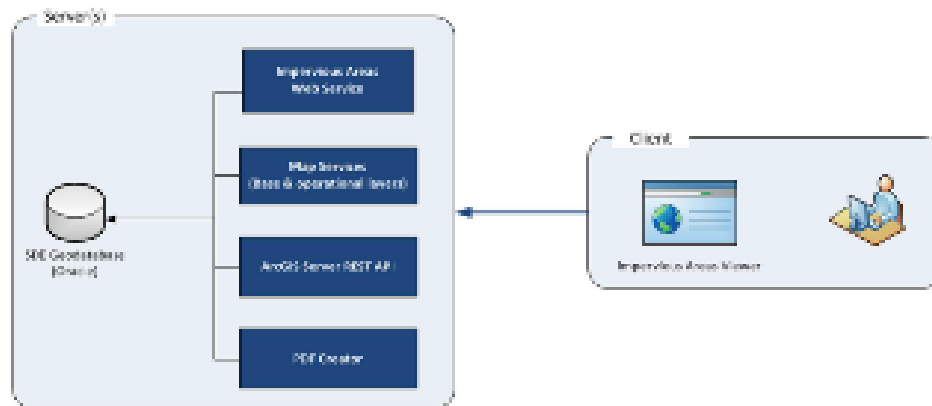 Server(s)
Impervious Areas
Web Service
Map Services
(Base & operational layers)
SDE Geodatabase
(Oracle)
ArcGIS Server REST API
PDF Creator
Client
Impervious Areas Viewer